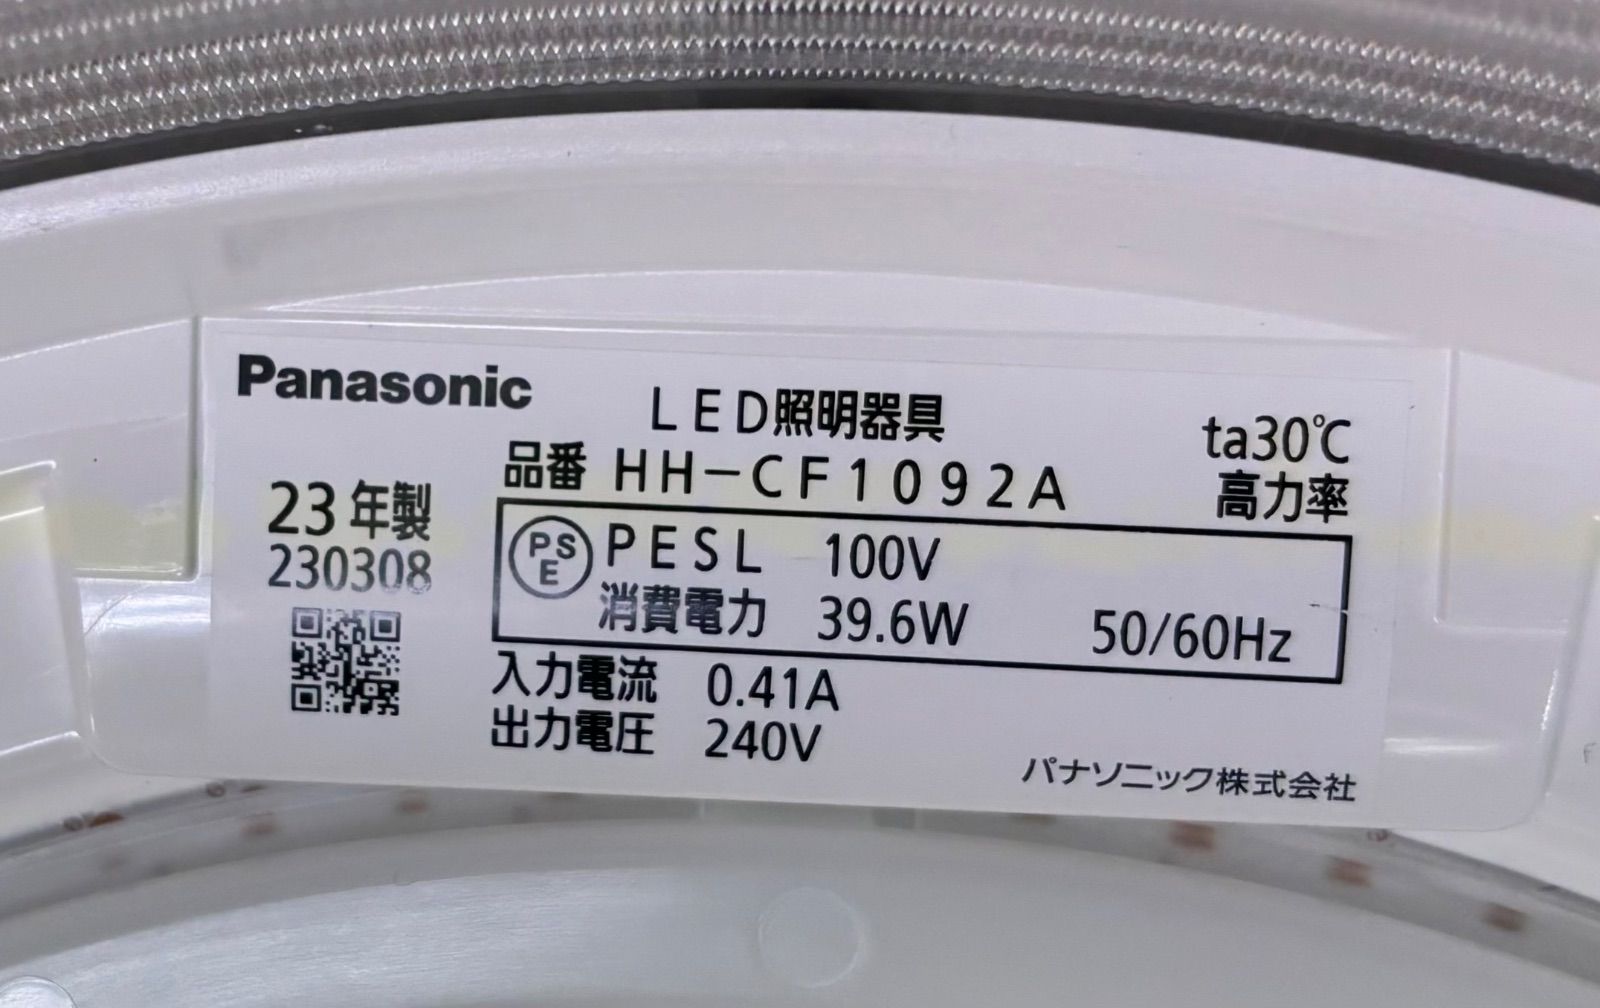 Panasonic
LED照明器具
ta30℃
品番 HH-CF1092A
高力率
23年製
230308
PSE PESL 100V
消費電力 39.6W 50/60Hz
入力電流 0.41A
出力電圧 240V
パナソニック株式会社